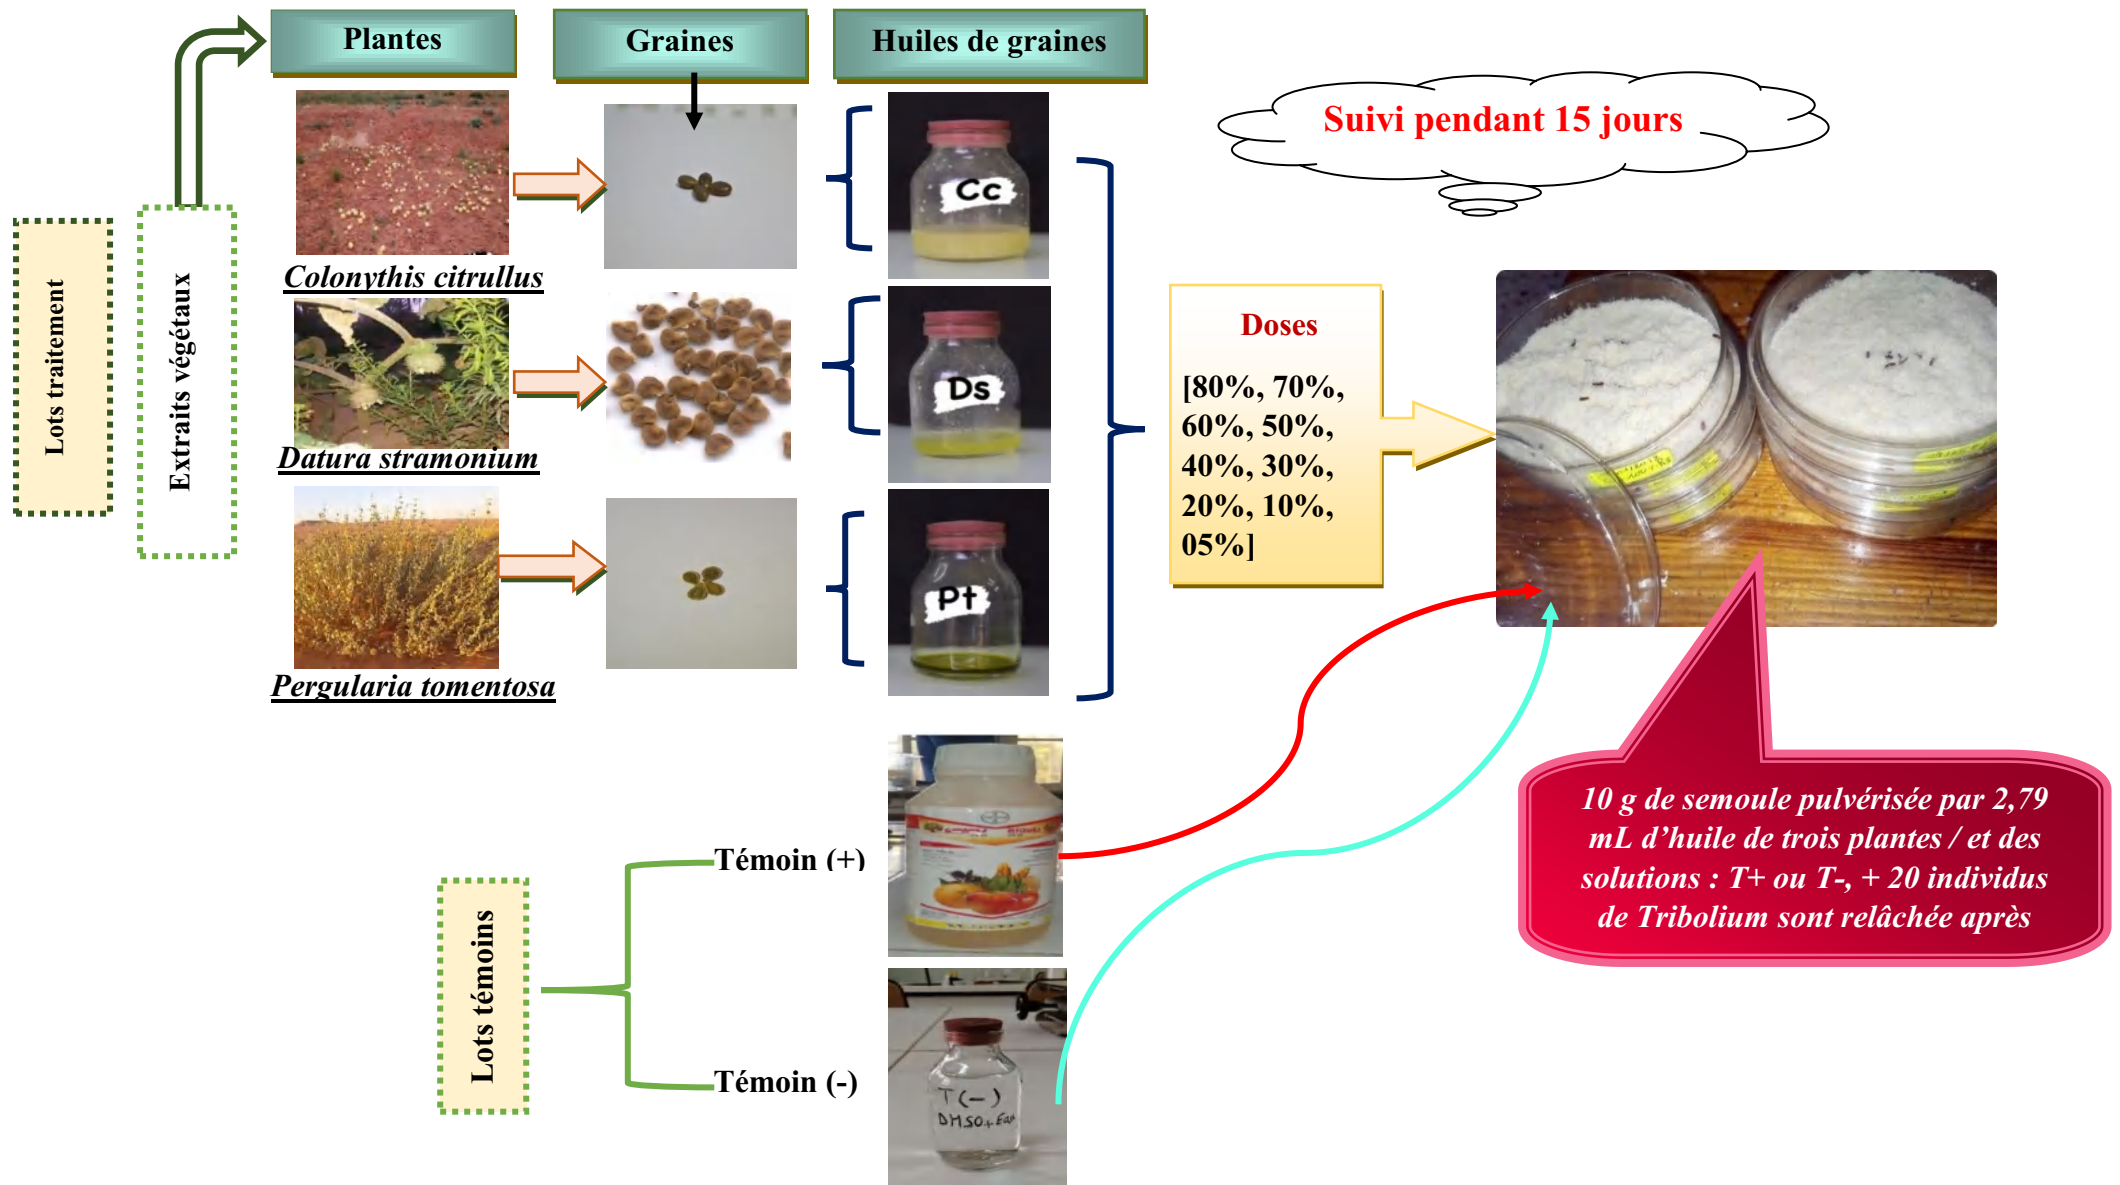 Plantes
Graines
Huiles de graines
Suivi pendant 15 jours
Lots traitement
Extraits végétaux
Colonythis citrullus
Datura stramonium
Pergularia tomentosa
Cc
Ds
Pt
Doses
[80%, 70%,
60%, 50%,
40%, 30%,
20%, 10%,
05%]
10 g de semoule pulvérisée par 2,79
mL d’huile de trois plantes / et des
solutions : T+ ou T-, + 20 individus
de Tribolium sont relâchée après
Lots témoins
Témoin (+)
Témoin (-)
T(-)
DMSO+Eau